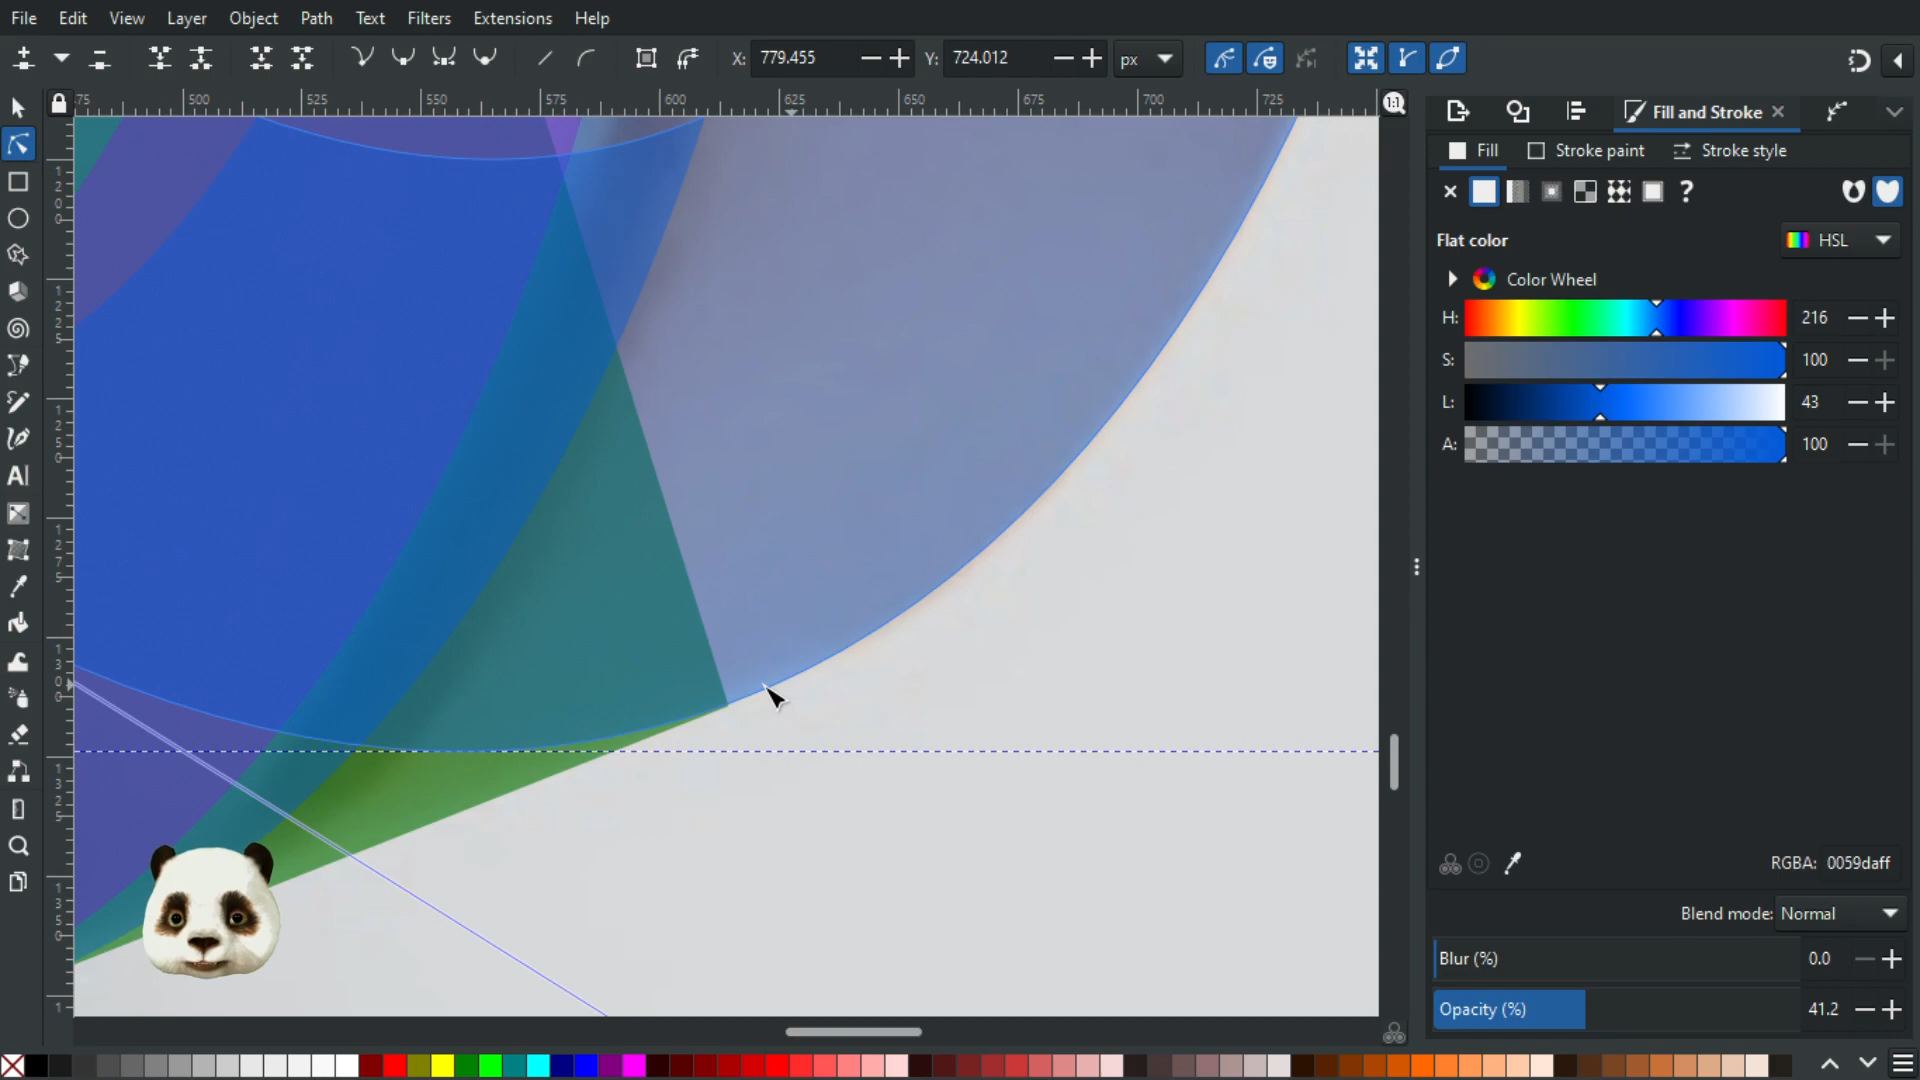 File Edit View Layer Object Path Text Filters Extensions Help
X: 779.455 Y: 724.012 px
500 525 550 575 600 625 650 675 700 725
1:1
Fill and Stroke
Fill Stroke paint Stroke style
?
Flat color HSL
Color Wheel
H: 216
S: 100
L: 43
A: 100
RGBA: 0059daff
Blend mode: Normal
Blur (%) 0.0
Opacity (%) 41.2